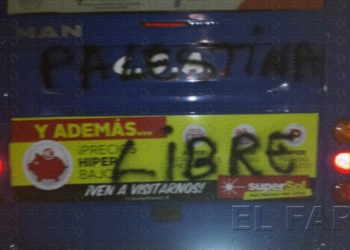 MAN
PALESTINA
C.E.A.
LIBRE
Y ADEMÁS...
¡PRECIOS
HIPER
BAJOS
¡VEN A VISITARNOS!
superSol
EL FAR